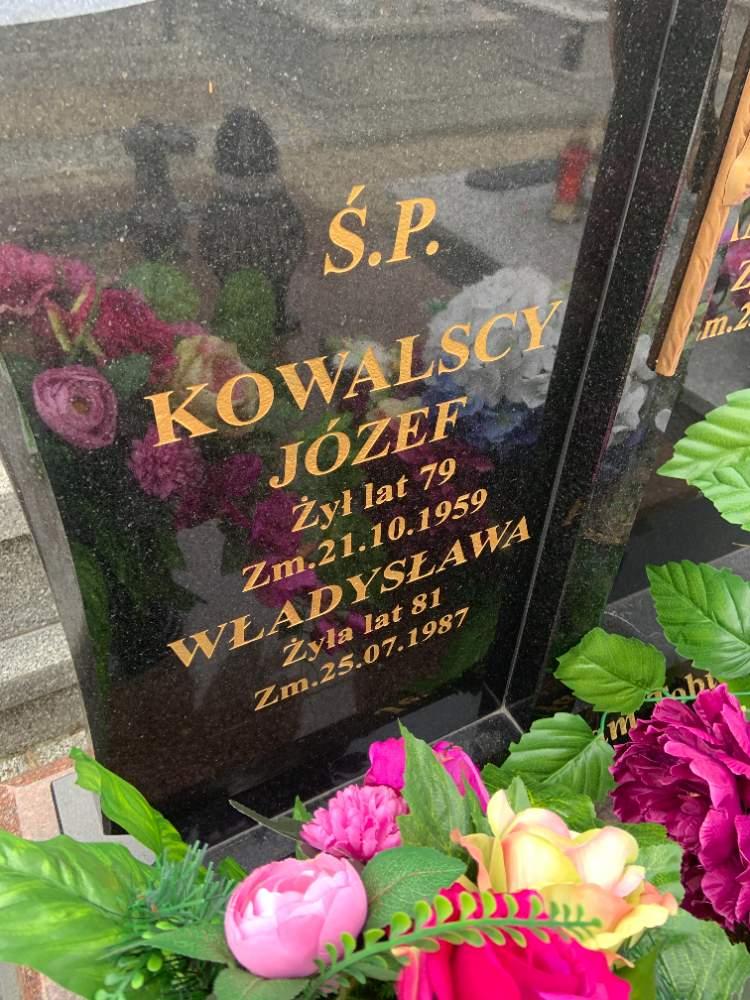 Ś.P.
KOWALSCY
JÓZEF
Żył lat 79
Zm.21.10.1959
WŁADYSŁAWA
Żyła lat 81
Zm.25.07.1987